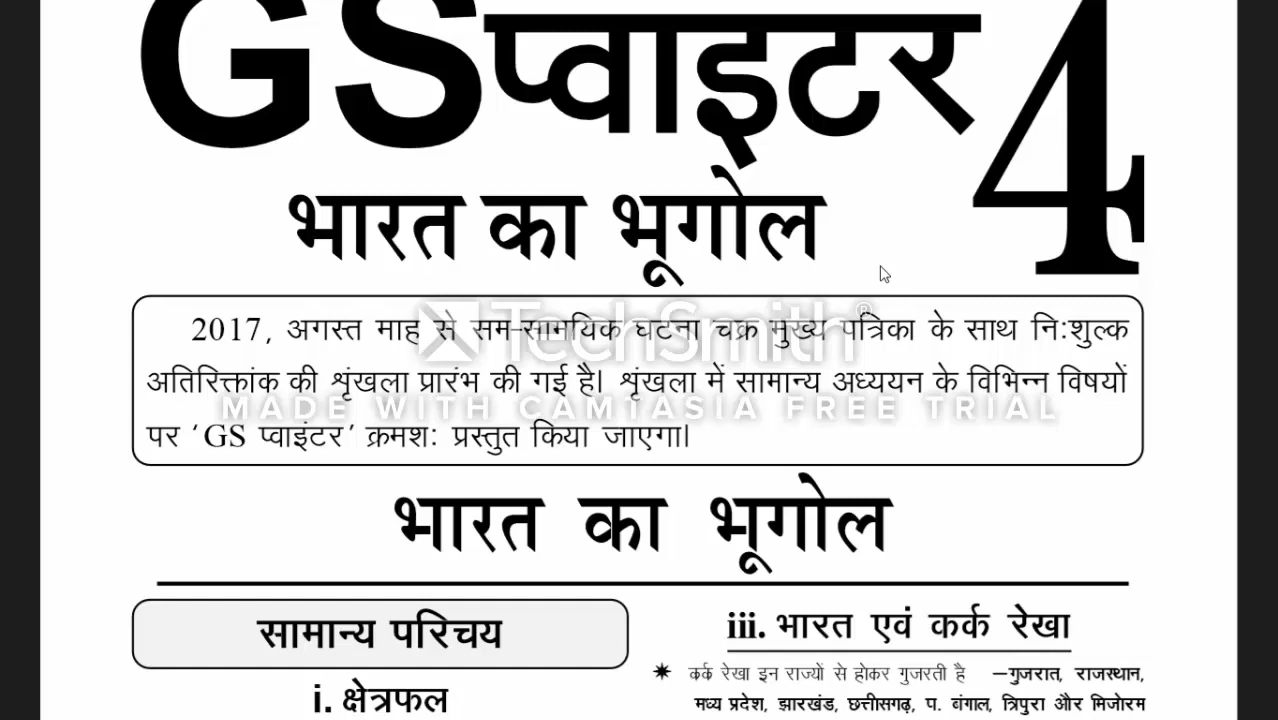 GS प्वाइंटर 4
भारत का भूगोल
2017, अगस्त माह से सम-सामयिक घटना चक्र मुख्य पत्रिका के साथ निःशुल्क
अतिरिक्तांक की शृंखला प्रारंभ की गई है। शृंखला में सामान्य अध्ययन के विभिन्न विषयों
पर 'GS प्वाइंटर' क्रमशः प्रस्तुत किया जाएगा।
TechSmith®
MADE WITH CAMTASIA FREE TRIAL
भारत का भूगोल
सामान्य परिचय
i. क्षेत्रफल
iii. भारत एवं कर्क रेखा
✷ कर्क रेखा इन राज्यों से होकर गुजरती है –गुजरात, राजस्थान,
मध्य प्रदेश, झारखंड, छत्तीसगढ़, प. बंगाल, त्रिपुरा और मिजोरम